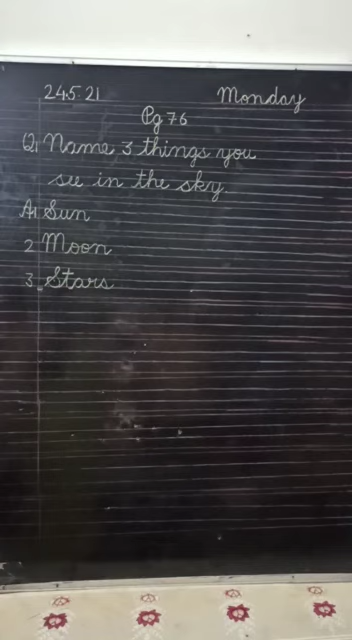 24.5.21 Monday
Pg 76
Q1 Name 3 things you
see in the sky.
A1 Sun
2 Moon
3. Stars